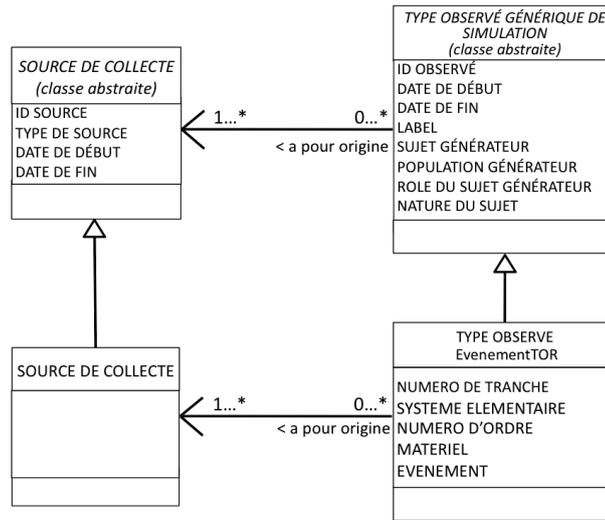 SOURCE DE COLLECTE
(classe abstraite)
ID SOURCE
TYPE DE SOURCE
DATE DE DÉBUT
DATE DE FIN
1...*
0...*
< a pour origine
TYPE OBSERVÉ GÉNÉRIQUE DE
SIMULATION
(classe abstraite)
ID OBSERVÉ
DATE DE DÉBUT
DATE DE FIN
LABEL
SUJET GÉNÉRATEUR
POPULATION GÉNÉRATEUR
ROLE DU SUJET GÉNÉRATEUR
NATURE DU SUJET
SOURCE DE COLLECTE
1...*
0...*
< a pour origine
TYPE OBSERVE
EvenementTOR
NUMERO DE TRANCHE
SYSTEME ELEMENTAIRE
NUMERO D'ORDRE
MATERIEL
EVENEMENT